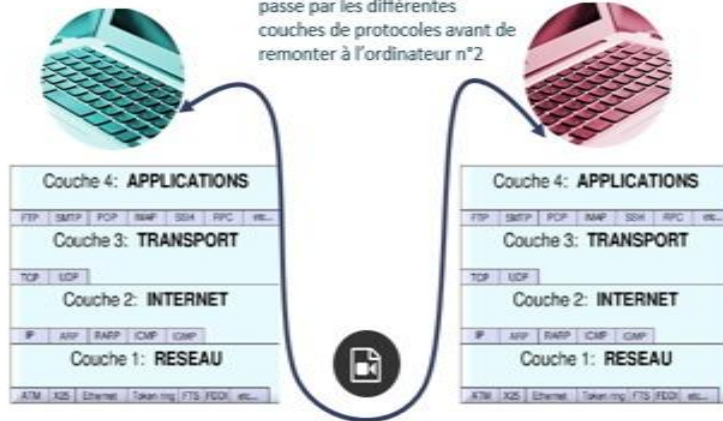 passe par les différentes
couches de protocoles avant de
remonter à l'ordinateur n°2
Couche 4: APPLICATIONS
FTP SMTP POP IMAP SSH RPC etc...
Couche 3: TRANSPORT
TCP UDP
Couche 2: INTERNET
IP ARP RARP ICMP IGMP
Couche 1: RESEAU
ATM X25 Ethernet Token ring FTS FDDI etc...
Couche 4: APPLICATIONS
FTP SMTP POP IMAP SSH RPC etc...
Couche 3: TRANSPORT
TCP UDP
Couche 2: INTERNET
IP ARP RARP ICMP IGMP
Couche 1: RESEAU
ATM X25 Ethernet Token ring FTS FDDI etc...